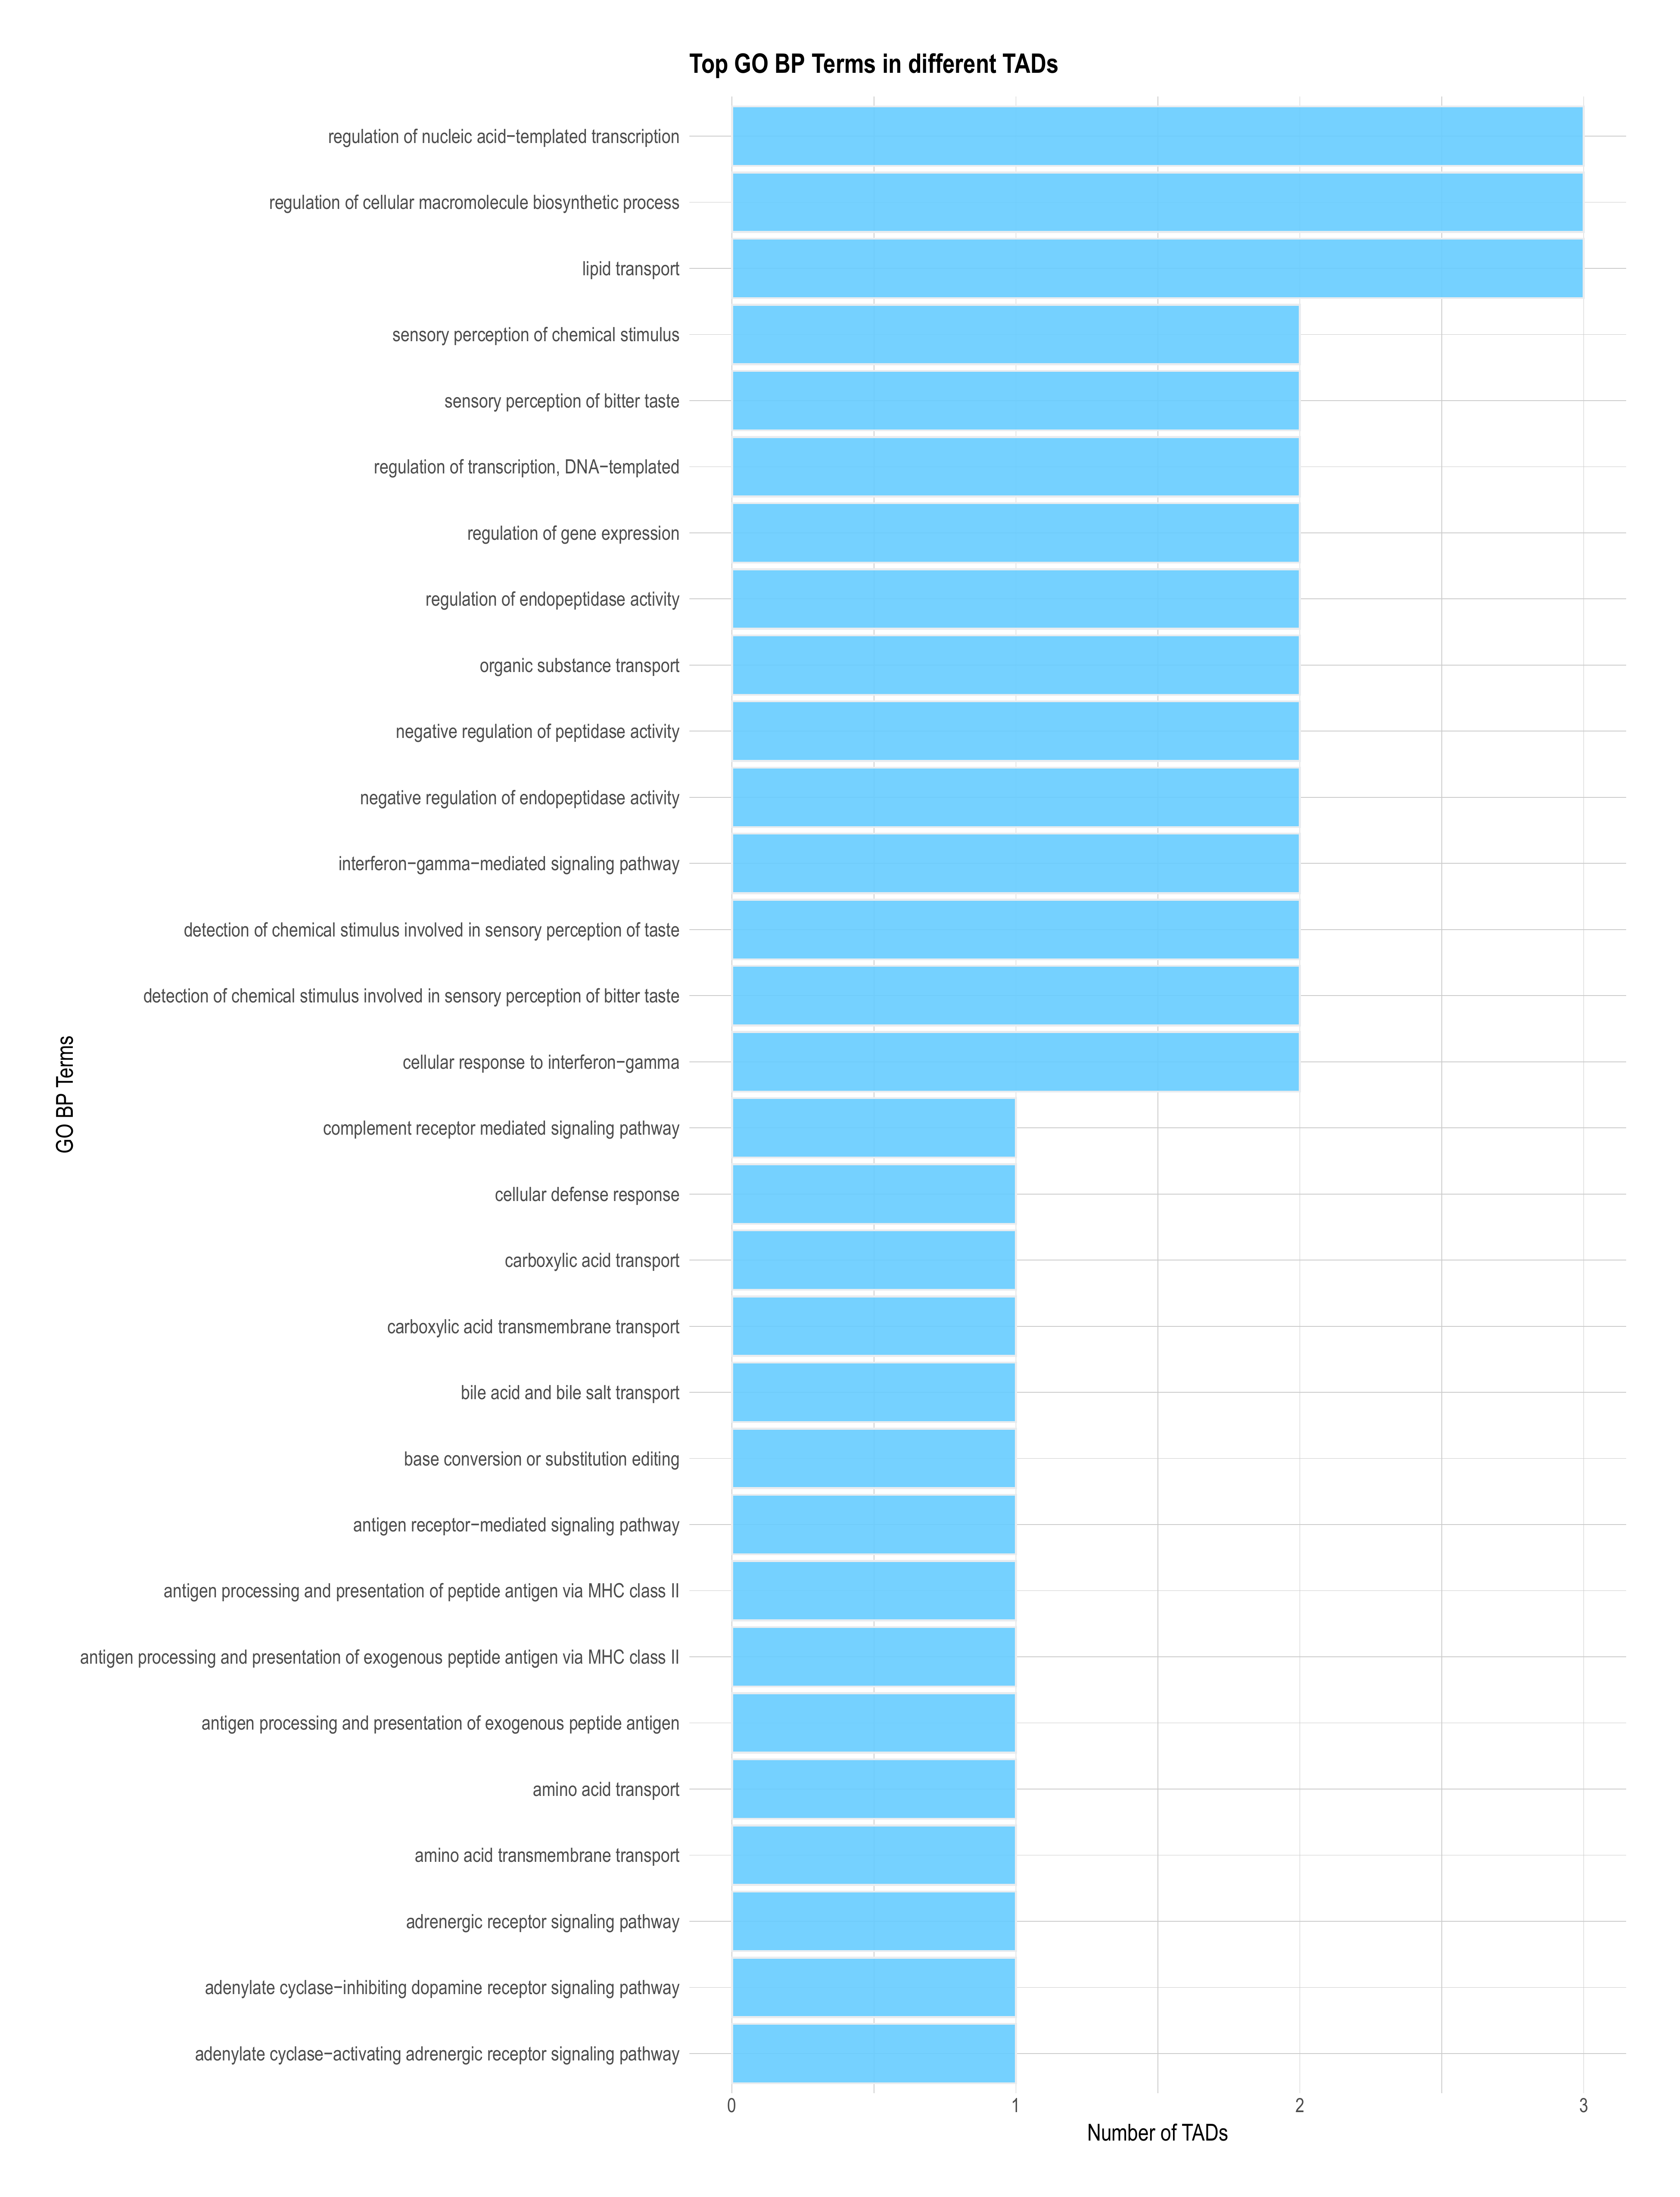 Top GO BP Terms in different TADs
regulation of nucleic acid−templated transcription
regulation of cellular macromolecule biosynthetic process
lipid transport
sensory perception of chemical stimulus
sensory perception of bitter taste
regulation of transcription, DNA−templated
regulation of gene expression
regulation of endopeptidase activity
organic substance transport
negative regulation of peptidase activity
negative regulation of endopeptidase activity
interferon−gamma−mediated signaling pathway
detection of chemical stimulus involved in sensory perception of taste
detection of chemical stimulus involved in sensory perception of bitter taste
cellular response to interferon−gamma
complement receptor mediated signaling pathway
cellular defense response
carboxylic acid transport
carboxylic acid transmembrane transport
bile acid and bile salt transport
base conversion or substitution editing
antigen receptor−mediated signaling pathway
antigen processing and presentation of peptide antigen via MHC class II
antigen processing and presentation of exogenous peptide antigen via MHC class II
antigen processing and presentation of exogenous peptide antigen
amino acid transport
amino acid transmembrane transport
adrenergic receptor signaling pathway
adenylate cyclase−inhibiting dopamine receptor signaling pathway
adenylate cyclase−activating adrenergic receptor signaling pathway
GO BP Terms
0 1 2 3
Number of TADs